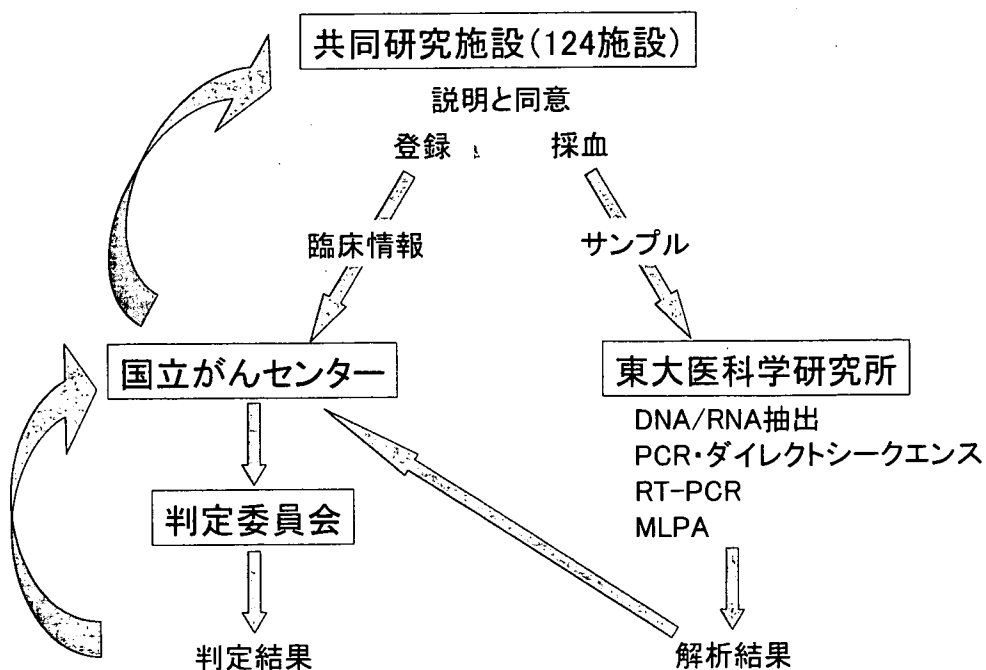 共同研究施設(124施設)
説明と同意
登録 採血
臨床情報 サンプル
国立がんセンター 東大医科学研究所
DNA/RNA抽出
PCR・ダイレクトシークエンス
RT-PCR
MLPA
判定委員会
判定結果 解析結果